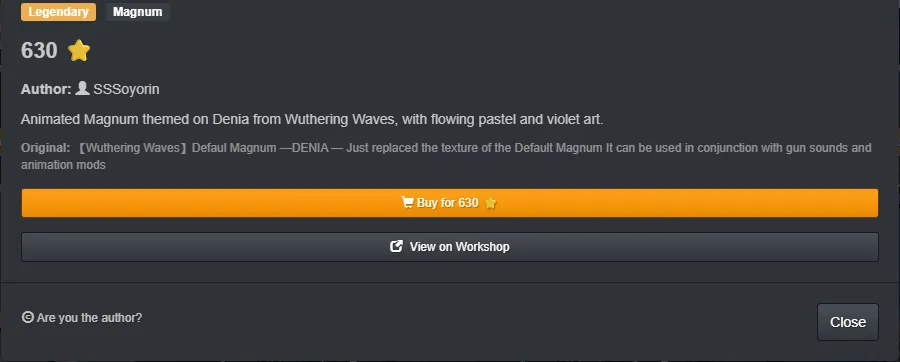 Legendary Magnum
630
Author: SSSoyorin
Animated Magnum themed on Denia from Wuthering Waves, with flowing pastel and violet art.
Original: 【Wuthering Waves】Defaul Magnum —DENIA — Just replaced the texture of the Default Magnum It can be used in conjunction with gun sounds and
animation mods
Buy for 630
View on Workshop
© Are you the author?
Close